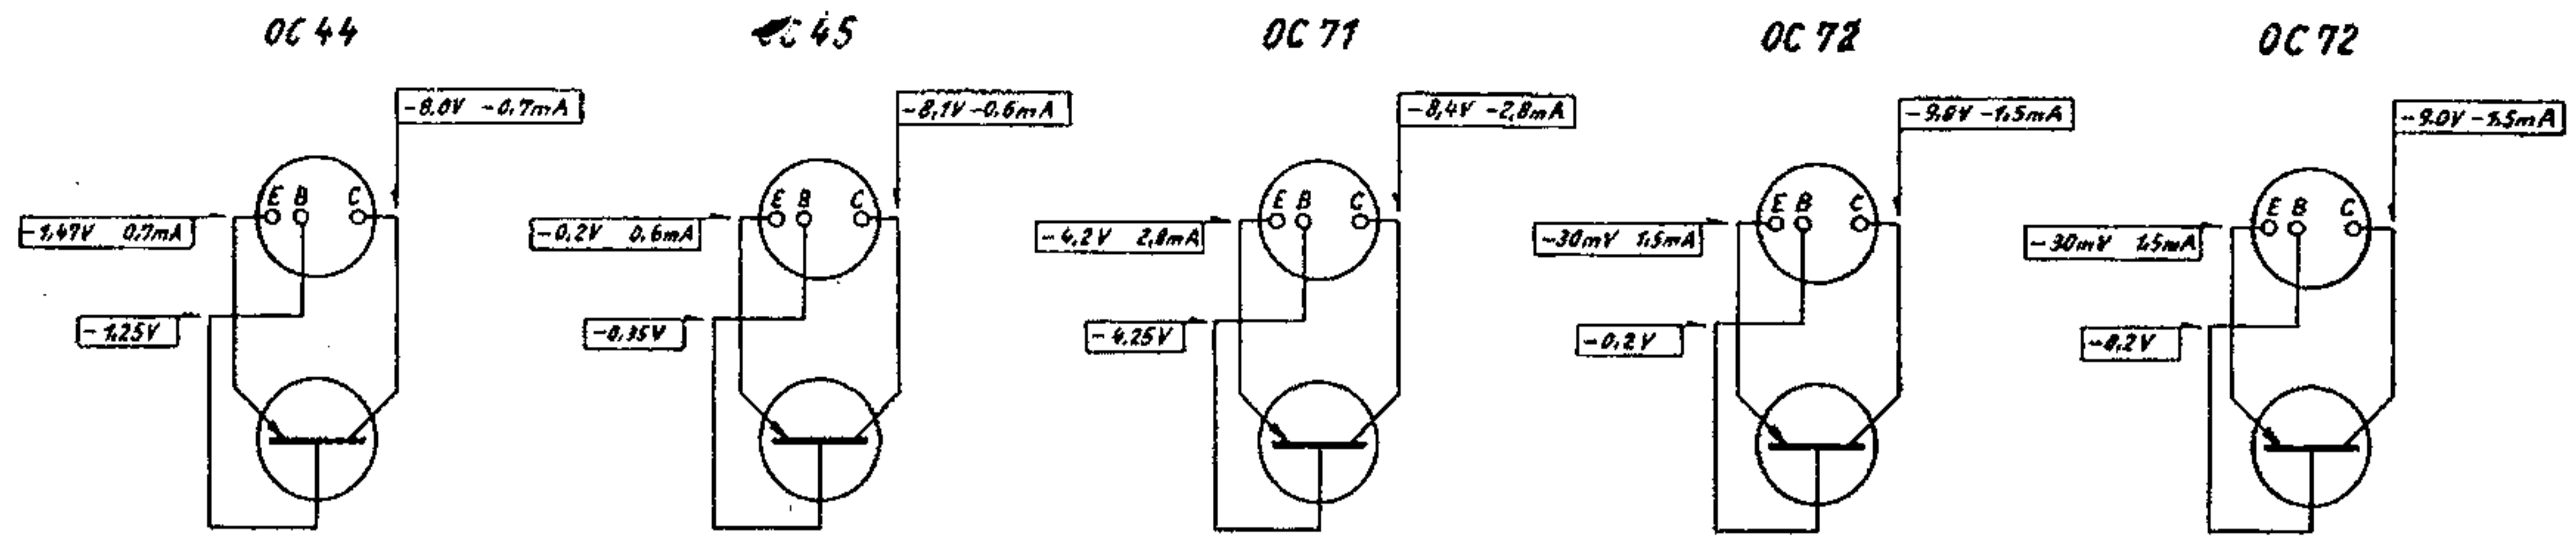 OC 44
OC 45
OC 71
OC 72
OC 72
-8.0V -0.7mA
-8,1V -0.6mA
-8,4V -2,8mA
-9,0V -1.5mA
-9.0V -1.5mA
E B C
E B C
E B C
E B C
E B C
-1,47V 0.7mA
-0.2V 0.6mA
-4,2V 2,8mA
-30mV 1.5mA
-30mV 1.5mA
-1,25V
-0,35V
-4,25V
-0,2V
-0,2V